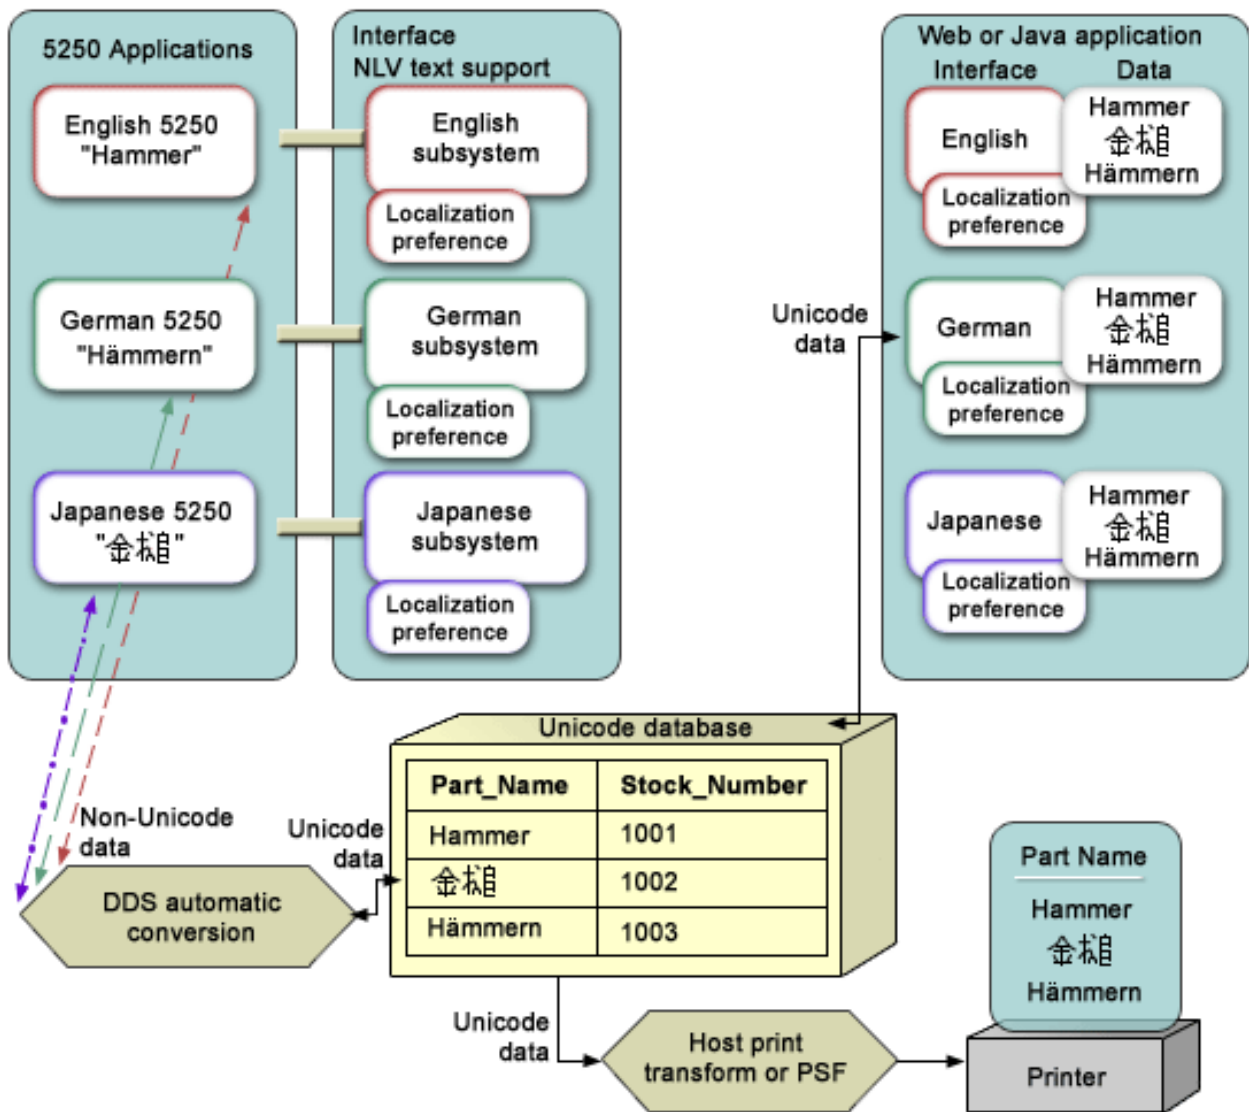 5250 Applications
English 5250
"Hammer"
German 5250
"Hämmern"
Japanese 5250
"金槌"
Interface
NLV text support
English
subsystem
Localization
preference
German
subsystem
Localization
preference
Japanese
subsystem
Localization
preference
Web or Java application
Interface
Data
English
Localization
preference
Hammer
金槌
Hämmern
German
Localization
preference
Hammer
金槌
Hämmern
Japanese
Localization
preference
Hammer
金槌
Hämmern
Unicode
data
Non-Unicode
data
DDS automatic
conversion
Unicode
data
Unicode database
Part_Name Stock_Number
Hammer 1001
金槌 1002
Hämmern 1003
Unicode
data
Host print
transform or PSF
Part Name
Hammer
金槌
Hämmern
Printer